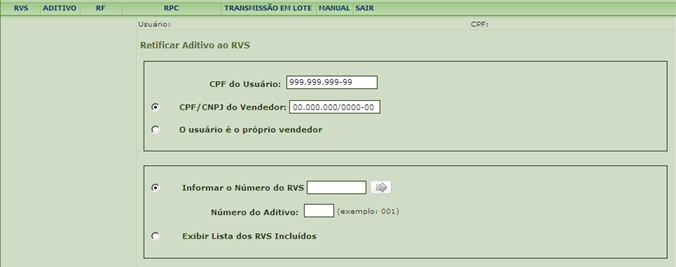 RVS ADITIVO RF RPC TRANSMISSÃO EM LOTE MANUAL SAIR
Usuário: CPF:
Retificar Aditivo ao RVS
CPF do Usuário: 999.999.999-99
CPF/CNPJ do Vendedor: 00.000.000/0000-00
O usuário é o próprio vendedor
Informar o Número do RVS
Número do Aditivo: (exemplo: 001)
Exibir Lista dos RVS Incluídos